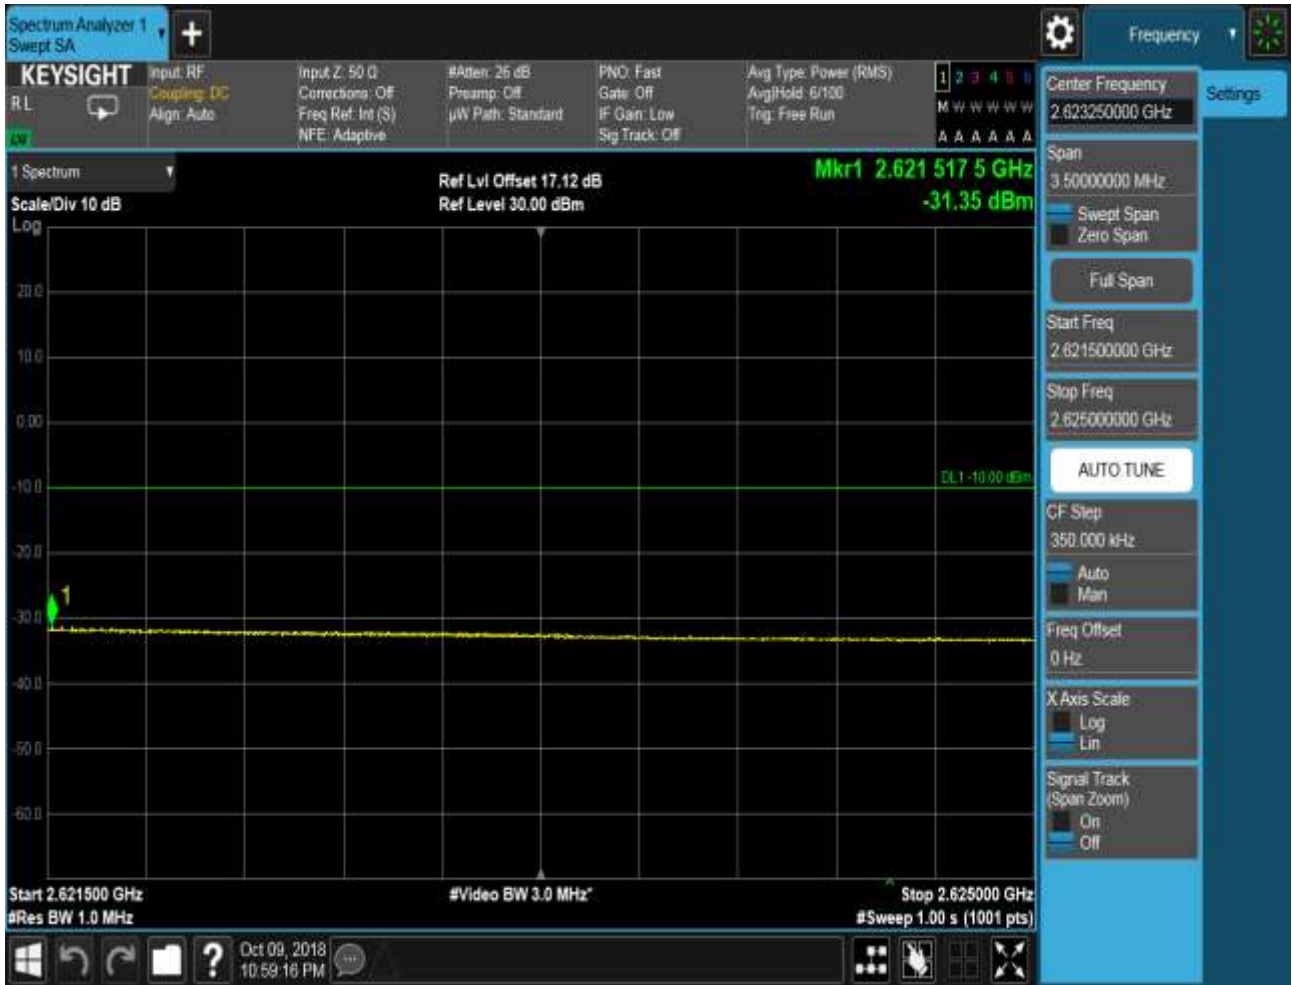 Spectrum Analyzer 1
Swept SA
Frequency
KEYSIGHT
RL
Input: RF
Coupling: DC
Align: Auto
Input Z: 50 Ω
Corrections: Off
Freq Ref: Int (S)
NFE: Adaptive
#Atten: 26 dB
Preamp: Off
µW Path: Standard
PNO: Fast
Gate: Off
IF Gain: Low
Sig Track: Off
Avg Type: Power (RMS)
Avg|Hold: 6/100
Trig: Free Run
1 2 3 4 5 6
M W W W W W
A A A A A A
1 Spectrum
Scale/Div 10 dB
Log
Ref Lvl Offset 17.12 dB
Ref Level 30.00 dBm
Mkr1 2.621 517 5 GHz
-31.35 dBm
20.0
10.0
0.00
-10.0
-20.0
-30.0
-40.0
-50.0
-60.0
DL1 -10.00 dBm
1
Start 2.621500 GHz
#Res BW 1.0 MHz
#Video BW 3.0 MHz*
Stop 2.625000 GHz
#Sweep 1.00 s (1001 pts)
Center Frequency
2.623250000 GHz
Settings
Span
3.50000000 MHz
Swept Span
Zero Span
Full Span
Start Freq
2.621500000 GHz
Stop Freq
2.625000000 GHz
AUTO TUNE
CF Step
350.000 kHz
Auto
Man
Freq Offset
0 Hz
X Axis Scale
Log
Lin
Signal Track
(Span Zoom)
On
Off
?
Oct 09, 2018
10:59:16 PM